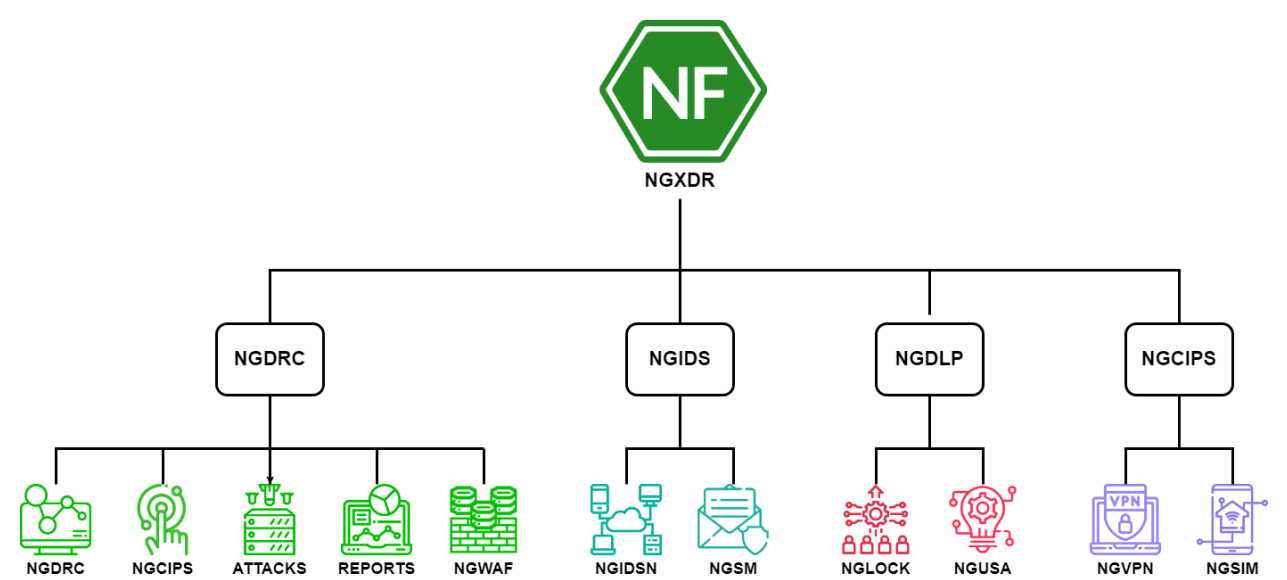 NF
NGXDR
NGDRC
NGIDS
NGDLP
NGCIPS
NGDRC
NGCIPS
ATTACKS
REPORTS
NGWAF
NGIDSN
NGSM
NGLOCK
NGUSA
VPN
NGVPN
NGSIM